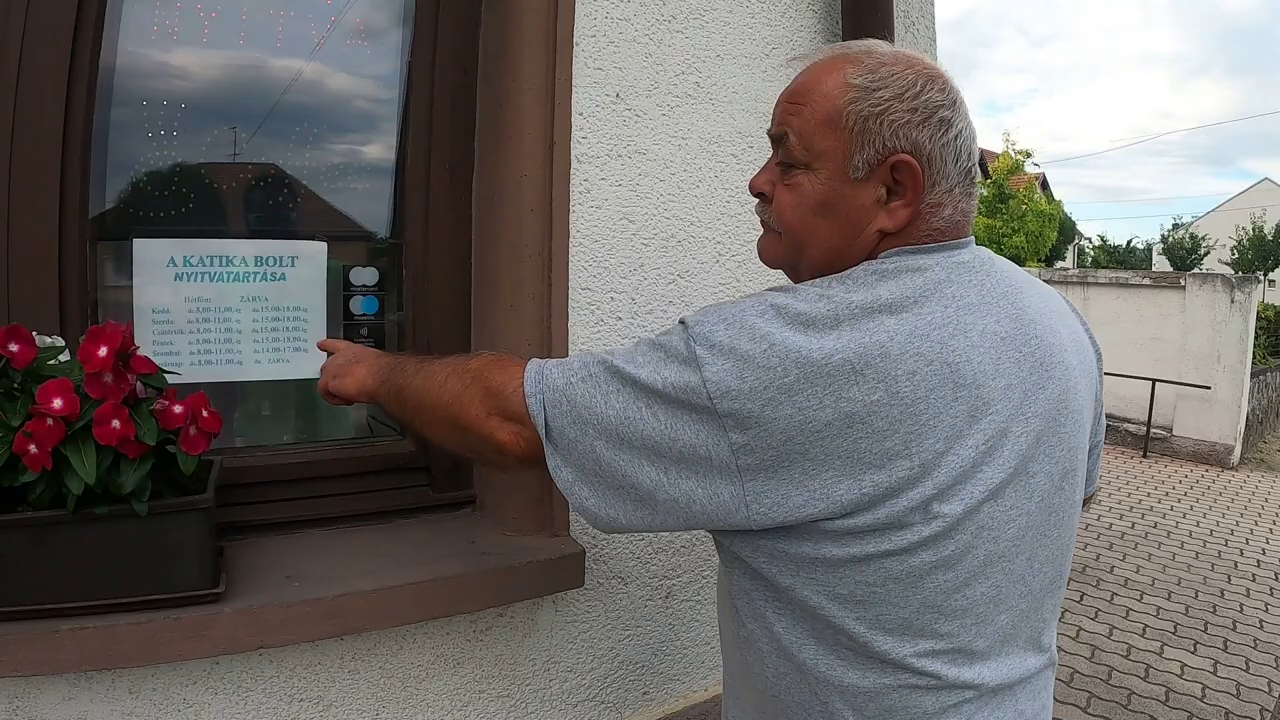 NYITVA
A KATIKA BOLT
NYITVATARTÁSA
Hétfőn: ZÁRVA
Kedd: de.8,00-11,00.-ig du.15,00-18,00-ig
Szerda: de.8,00-11,00.-ig du.15,00-18,00-ig
Csütörtök: de.8,00-11,00.-ig du.15,00-18,00-ig
Péntek: de.8,00-11,00.-ig du.15,00-18,00-ig
Szombat: de.8,00-11,00.-ig du.14,00-17,00-ig
de.8,00-11,00.-ig du. ZÁRVA
mastercard
maestro